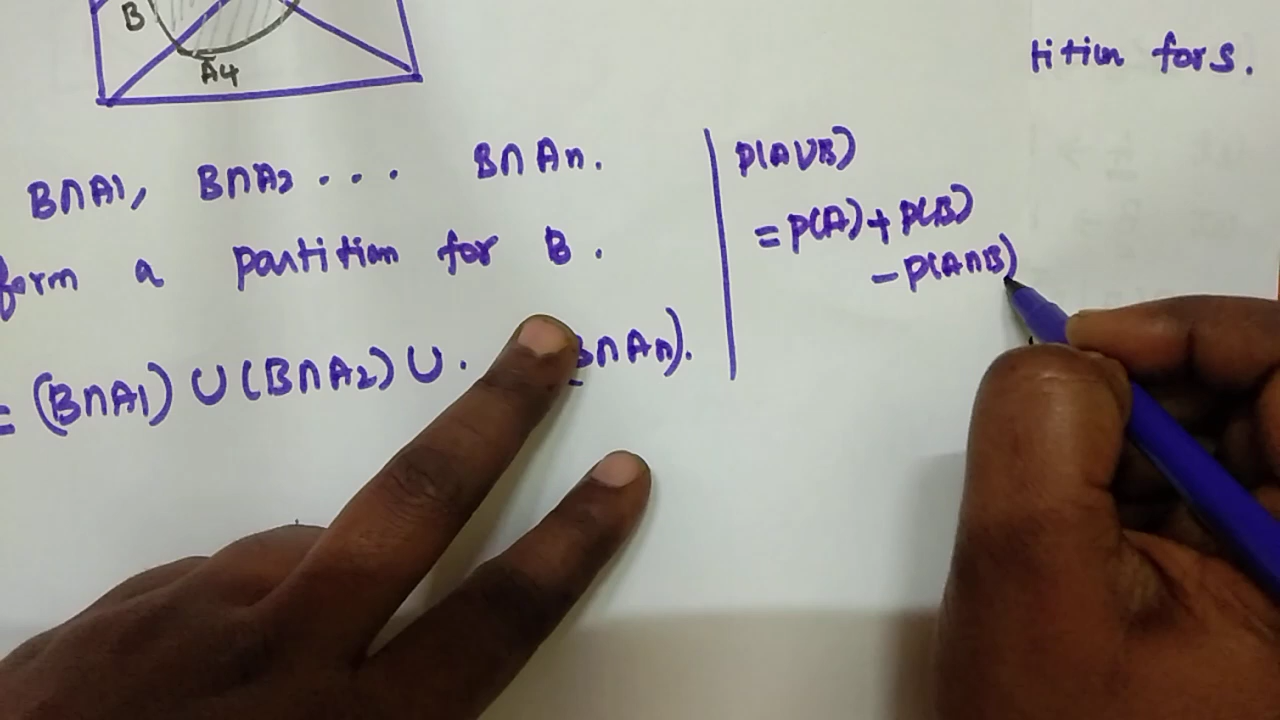 B
A4
tition for S.
B∩A1, B∩A2 . . . B∩An.
form a partition for B.
= (B∩A1) ∪ (B∩A2) ∪ . B∩An).
P(A∪B)
= P(A) + P(B)
- P(A∩B)